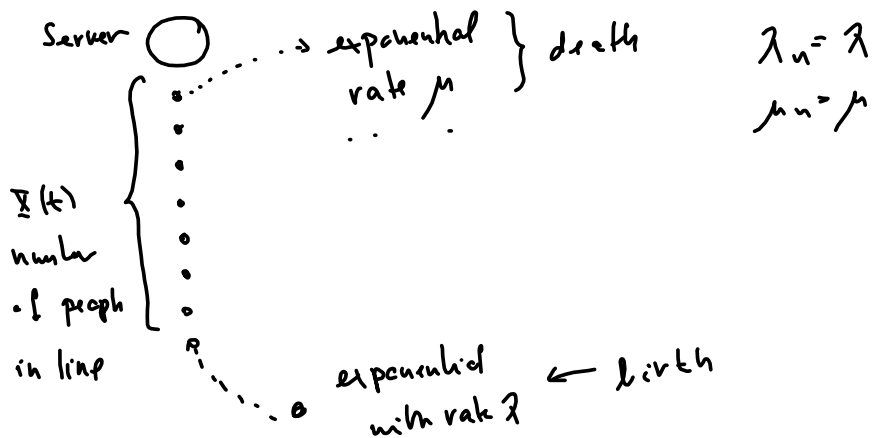 Server
exponential } death
rate μ
. . .
λn = λ
μn = μ
X(t)
number
of people
in line
exponential ← birth
with rate λ